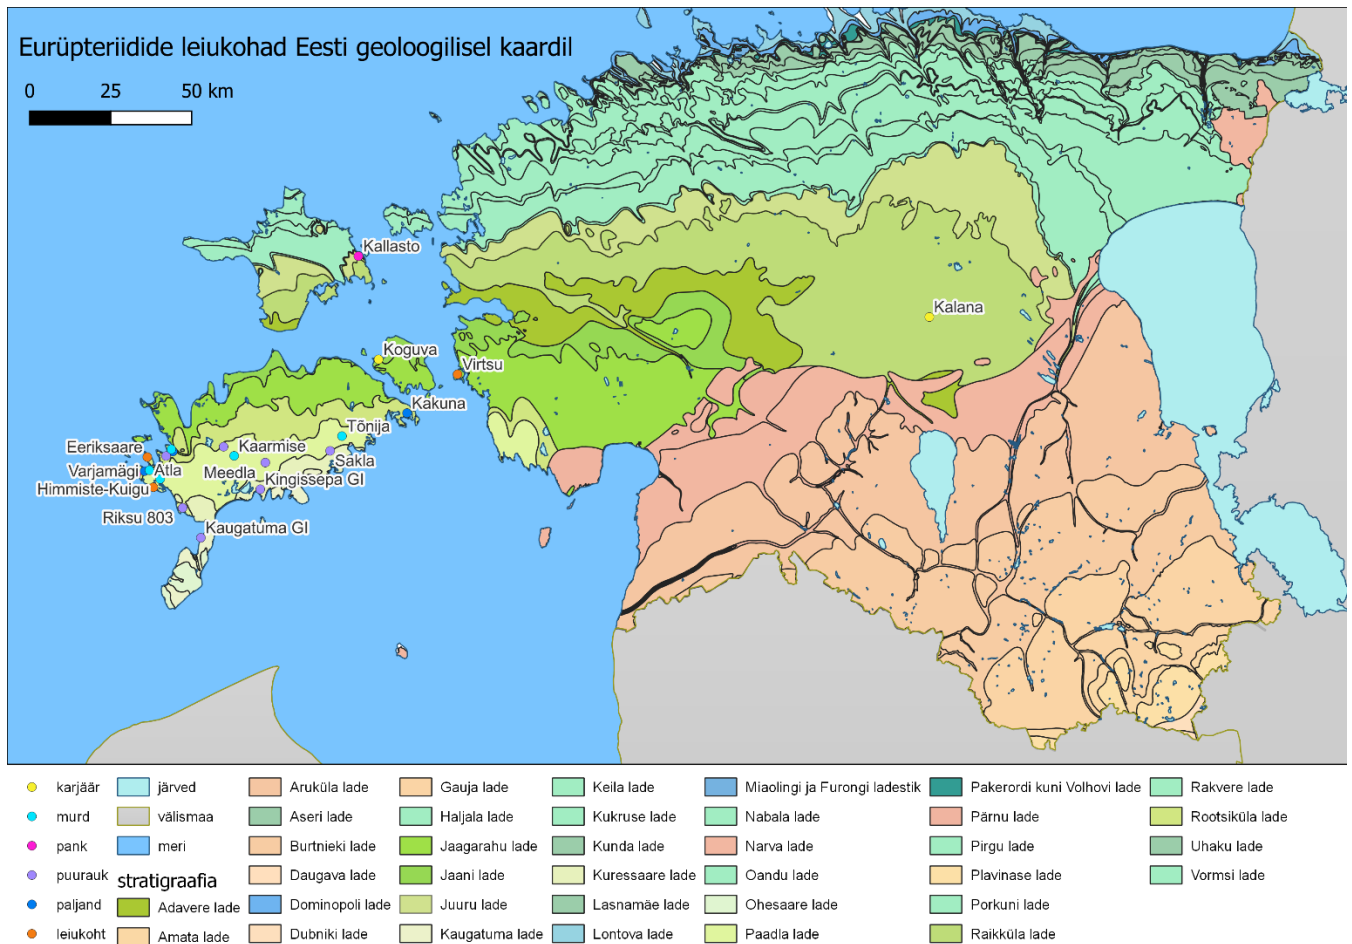 Eurüpteriidide leiukohad Eesti geoloogilisel kaardil
0 25 50 km
Kallasto
Kalana
Koguva
Virtsu
Kakuna
Tõnija
Eeriksaare
Kaarmise
Varjamägi
Atla
Meedla
Sakla
Himmiste-Kuigu
Kingissepa GI
Riksu 803
Kaugatuma GI
karjäär
murd
pank
puurauk
paljand
leiukoht
järved
välismaa
meri
stratigraafia
Adavere lade
Amata lade
Aruküla lade
Aseri lade
Burtnieki lade
Daugava lade
Dominopoli lade
Dubniki lade
Gauja lade
Haljala lade
Jaagarahu lade
Jaani lade
Juuru lade
Kaugatuma lade
Keila lade
Kukruse lade
Kunda lade
Kuressaare lade
Lasnamäe lade
Lontova lade
Miaolingi ja Furongi ladestik
Nabala lade
Narva lade
Oandu lade
Ohesaare lade
Paadla lade
Pakerordi kuni Volhovi lade
Pärnu lade
Pirgu lade
Plavinase lade
Porkuni lade
Raikküla lade
Rakvere lade
Rootsiküla lade
Uhaku lade
Vormsi lade